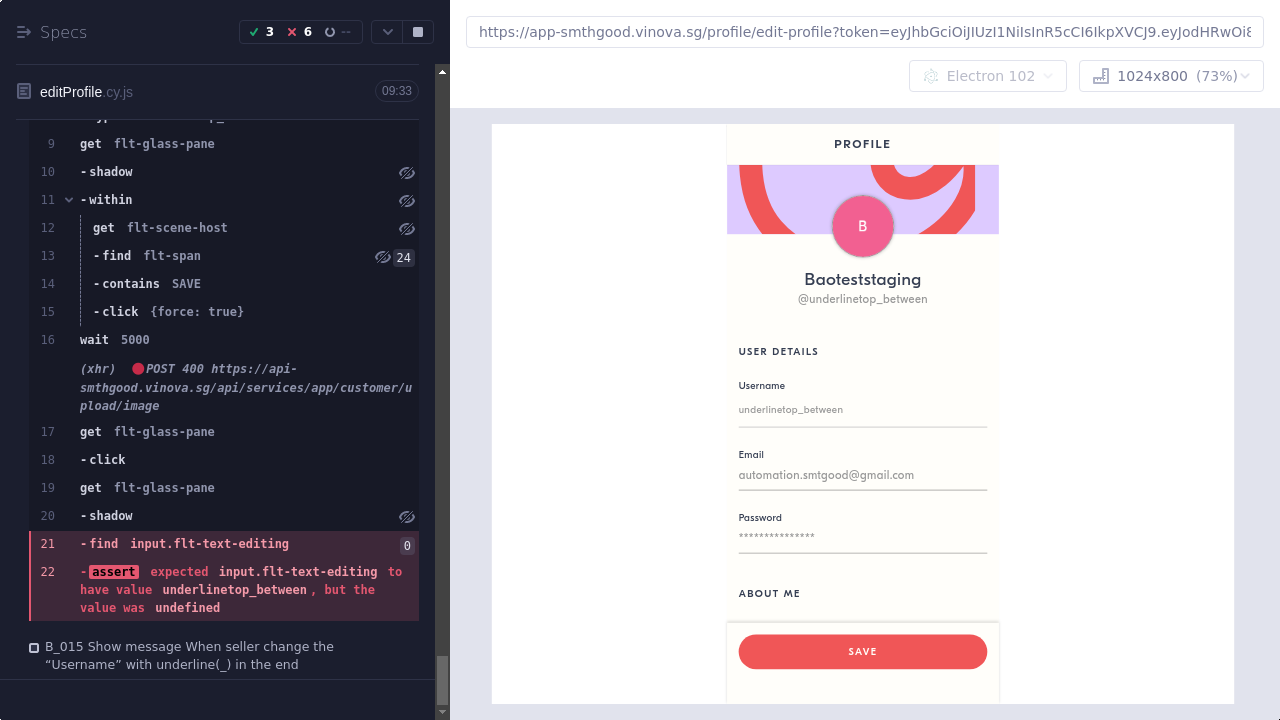 Specs
3
6
--
editProfile.cy.js
09:33
9 get flt-glass-pane
10 -shadow
11 -within
12 get flt-scene-host
13 -find flt-span 24
14 -contains SAVE
15 -click {force: true}
16 wait 5000
(xhr) POST 400 https://api-
smthgood.vinova.sg/api/services/app/customer/u
pload/image
17 get flt-glass-pane
18 -click
19 get flt-glass-pane
20 -shadow
21 -find input.flt-text-editing 0
22 -assert expected input.flt-text-editing to
have value underlinetop_between, but the
value was undefined
B_015 Show message When seller change the
“Username” with underline(_) in the end
https://app-smthgood.vinova.sg/profile/edit-profile?token=eyJhbGciOiJIUzI1NiIsInR5cCI6IkpXVCJ9.eyJodHRwOi8
Electron 102
1024x800 (73%)
PROFILE
B
Baoteststaging
@underlinetop_between
USER DETAILS
Username
underlinetop_between
Email
automation.smtgood@gmail.com
Password
***************
ABOUT ME
SAVE